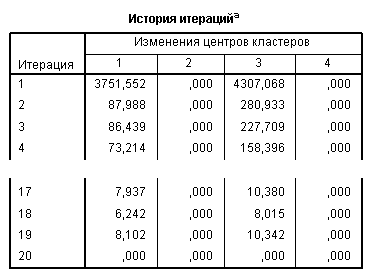 История итераций a
Изменения центров кластеров
Итерация 1 2 3 4
1 3751,552 ,000 4307,068 ,000
2 87,988 ,000 280,933 ,000
3 86,439 ,000 227,709 ,000
4 73,214 ,000 158,396 ,000
17 7,937 ,000 10,380 ,000
18 6,242 ,000 8,015 ,000
19 8,102 ,000 10,342 ,000
20 ,000 ,000 ,000 ,000